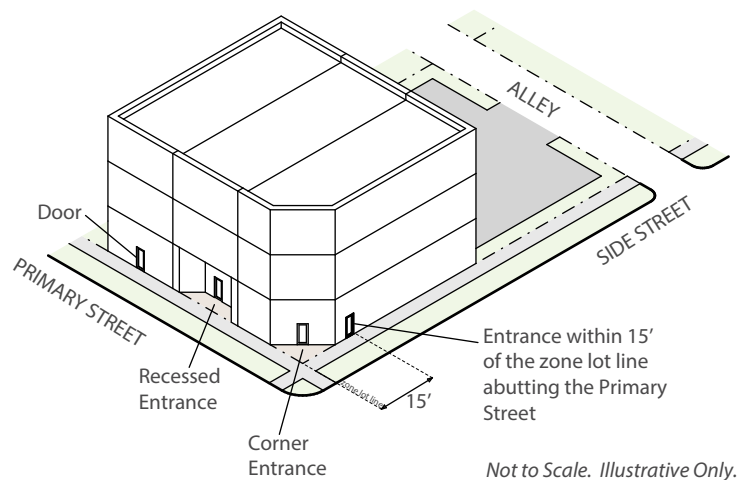 ALLEY
Door
SIDE STREET
PRIMARY STREET
Entrance within 15′
of the zone lot line
abutting the Primary
Street
Recessed
Entrance
zone lot line
15′
Corner
Entrance
Not to Scale. Illustrative Only.